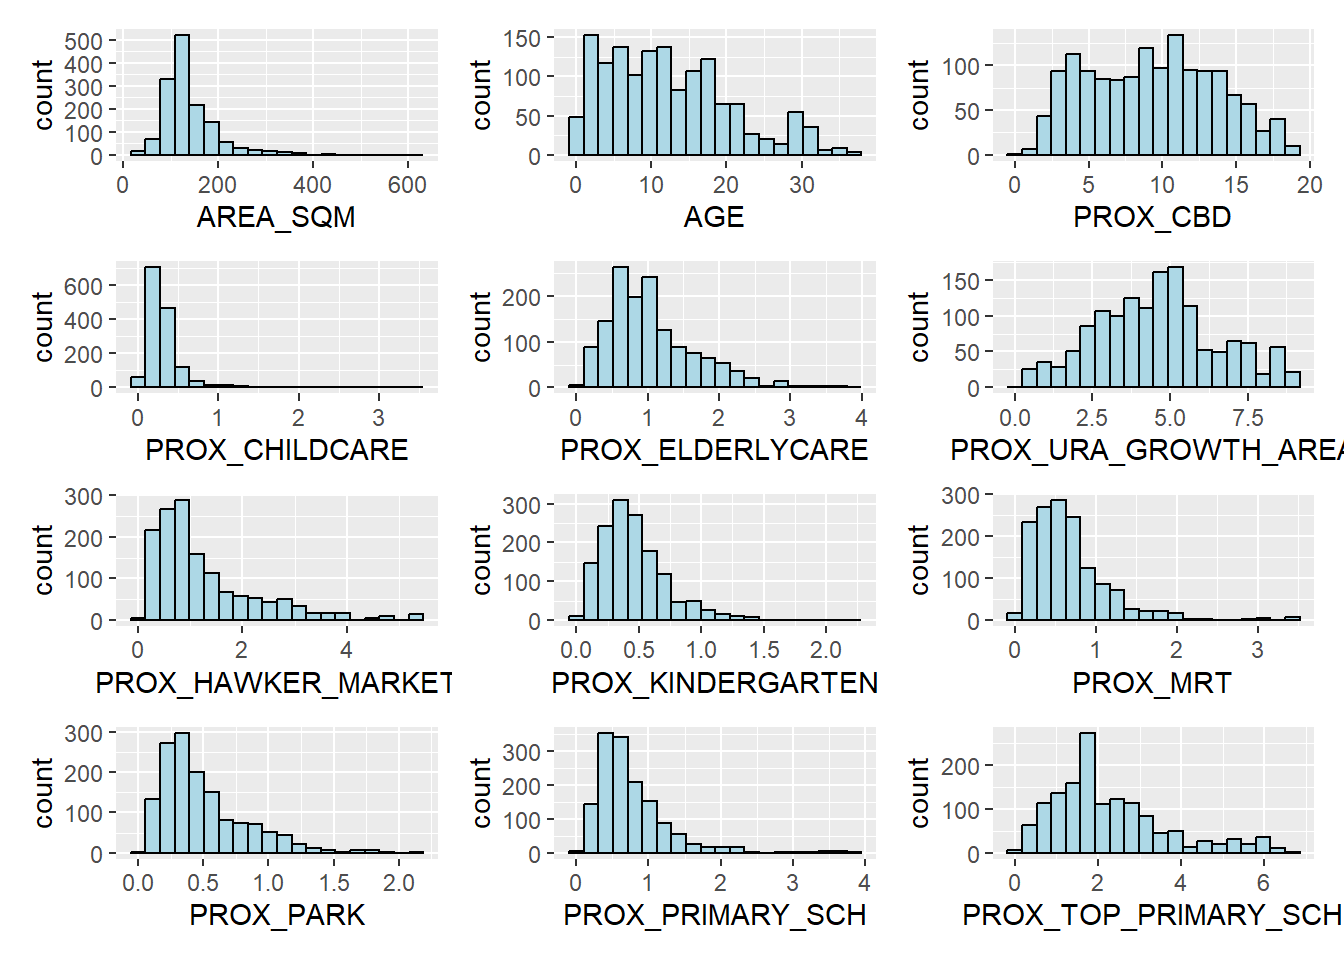 500
400
300
200
100
0
count
0 200 400 600
AREA_SQM
150
100
50
0
count
0 10 20 30
AGE
100
50
0
count
0 5 10 15 20
PROX_CBD
600
400
200
0
count
0 1 2 3
PROX_CHILDCARE
200
100
0
count
0 1 2 3 4
PROX_ELDERLYCARE
150
100
50
0
count
0.0 2.5 5.0 7.5
PROX_URA_GROWTH_AREA
300
200
100
0
count
0 2 4
PROX_HAWKER_MARKET
300
200
100
0
count
0.0 0.5 1.0 1.5 2.0
PROX_KINDERGARTEN
300
200
100
0
count
0 1 2 3
PROX_MRT
300
200
100
0
count
0.0 0.5 1.0 1.5 2.0
PROX_PARK
300
200
100
0
count
0 1 2 3 4
PROX_PRIMARY_SCH
200
100
0
count
0 2 4 6
PROX_TOP_PRIMARY_SCH